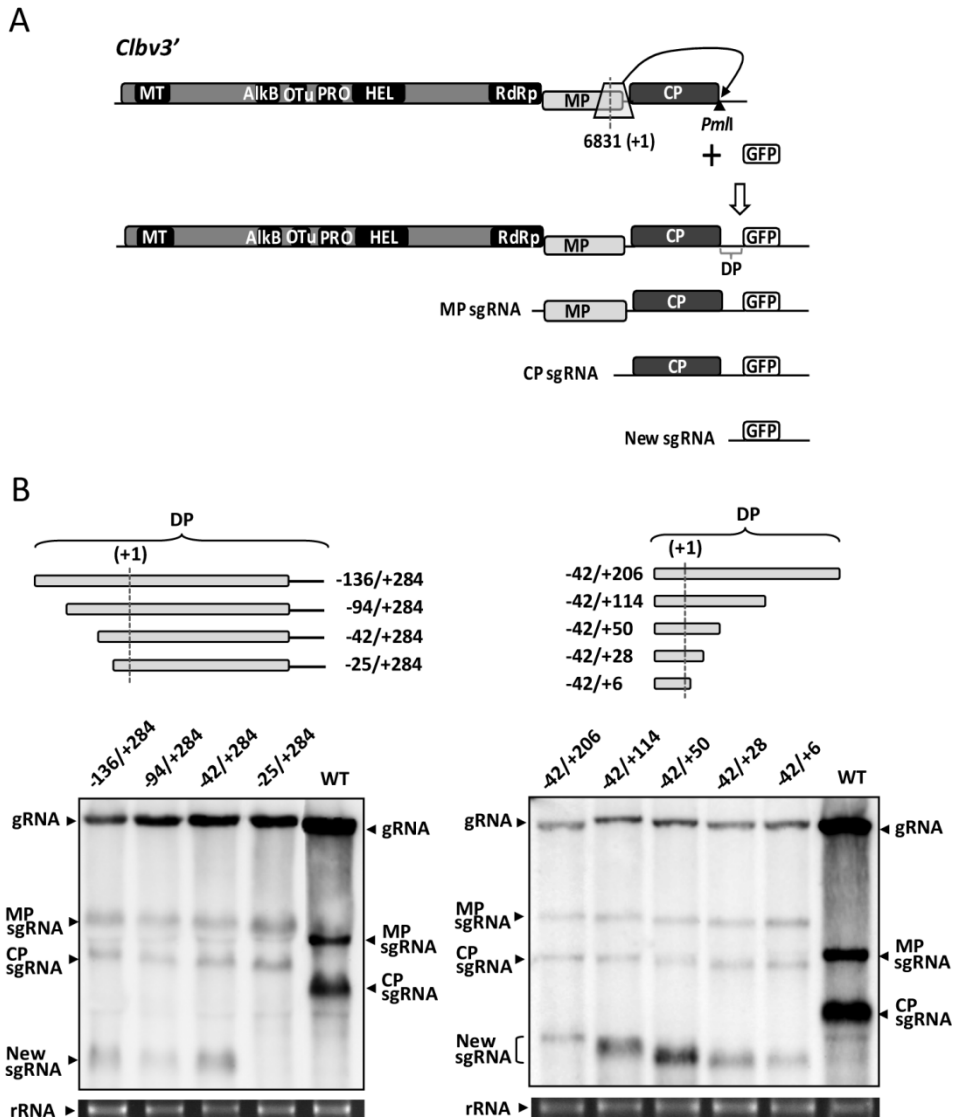 A
Clbv3'
MT AlkB OTu PRO HEL RdRp MP CP
PmlI
6831 (+1)
+ GFP
MT AlkB OTu PRO HEL RdRp MP CP GFP
DP
MP sgRNA MP CP GFP
CP sgRNA CP GFP
New sgRNA GFP
B
DP
(+1)
-136/+284
-94/+284
-42/+284
-25/+284
DP
(+1)
-42/+206
-42/+114
-42/+50
-42/+28
-42/+6
-136/+284 -94/+284 -42/+284 -25/+284 WT
gRNA
MP
sgRNA
CP
sgRNA
New
sgRNA
rRNA
gRNA
MP
sgRNA
CP
sgRNA
-42/+206 -42/+114 -42/+50 -42/+28 -42/+6 WT
gRNA
MP
sgRNA
CP
sgRNA
New
sgRNA
rRNA
gRNA
MP
sgRNA
CP
sgRNA